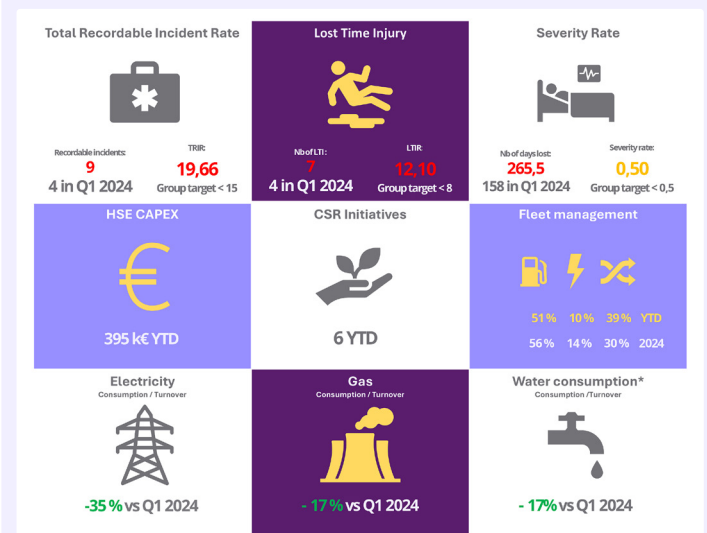 Total Recordable Incident Rate
Recordable incidents:
9
4 in Q1 2024
TRIR:
19,66
Group target < 15
Lost Time Injury
Nb of LTI:
7
4 in Q1 2024
LTIR:
12,10
Group target < 8
Severity Rate
Nb of days lost:
265,5
158 in Q1 2024
Severity rate:
0,50
Group target < 0,5
HSE CAPEX
€
395 k€ YTD
CSR Initiatives
6 YTD
Fleet management
51 % 10 % 39 % YTD
56 % 14 % 30 % 2024
Electricity
Consumption / Turnover
-35 % vs Q1 2024
Gas
Consumption / Turnover
- 17 % vs Q1 2024
Water consumption*
Consumption /Turnover
- 17% vs Q1 2024